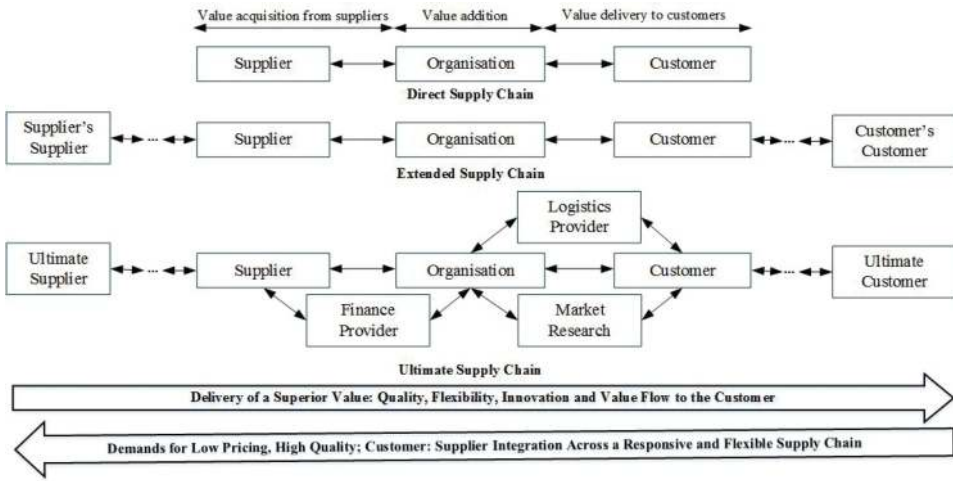 Value acquisition from suppliers Value addition Value delivery to customers
Supplier Organisation Customer
Direct Supply Chain
Supplier's
Supplier
... Supplier Organisation Customer ...
Customer's
Customer
Extended Supply Chain
Logistics
Provider
Ultimate
Supplier
... Supplier Organisation Customer ...
Ultimate
Customer
Finance
Provider
Market
Research
Ultimate Supply Chain
Delivery of a Superior Value: Quality, Flexibility, Innovation and Value Flow to the Customer
Demands for Low Pricing, High Quality; Customer: Supplier Integration Across a Responsive and Flexible Supply Chain